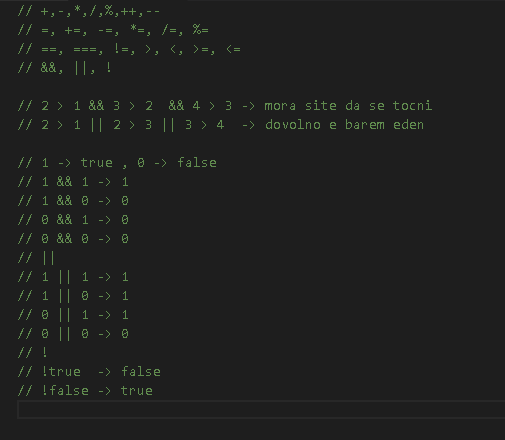 // +,-,*,/,%,++,--
// =, +=, -=, *=, /=, %=
// ==, ===, !=, >, <, >=, <=
// &&, ||, !
// 2 > 1 && 3 > 2  && 4 > 3 -> mora site da se tocni
// 2 > 1 || 2 > 3 || 3 > 4  -> dovolno e barem eden
// 1 -> true , 0 -> false
// 1 && 1 -> 1
// 1 && 0 -> 0
// 0 && 1 -> 0
// 0 && 0 -> 0
// ||
// 1 || 1 -> 1
// 1 || 0 -> 1
// 0 || 1 -> 1
// 0 || 0 -> 0
// !
// !true  -> false
// !false -> true